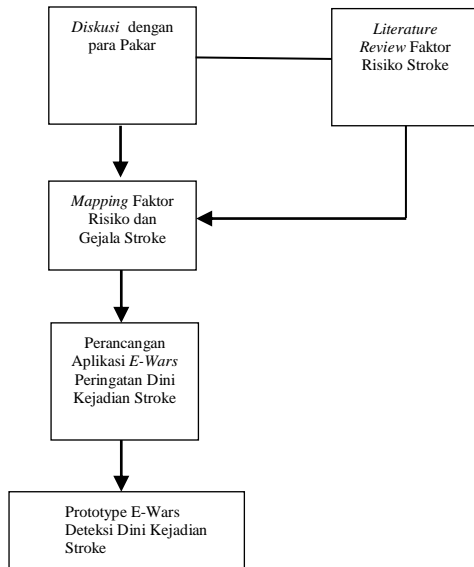 Diskusi dengan
para Pakar
Literature
Review Faktor
Risiko Stroke
Mapping Faktor
Risiko dan
Gejala Stroke
Perancangan
Aplikasi E-Wars
Peringatan Dini
Kejadian Stroke
Prototype E-Wars
Deteksi Dini Kejadian
Stroke